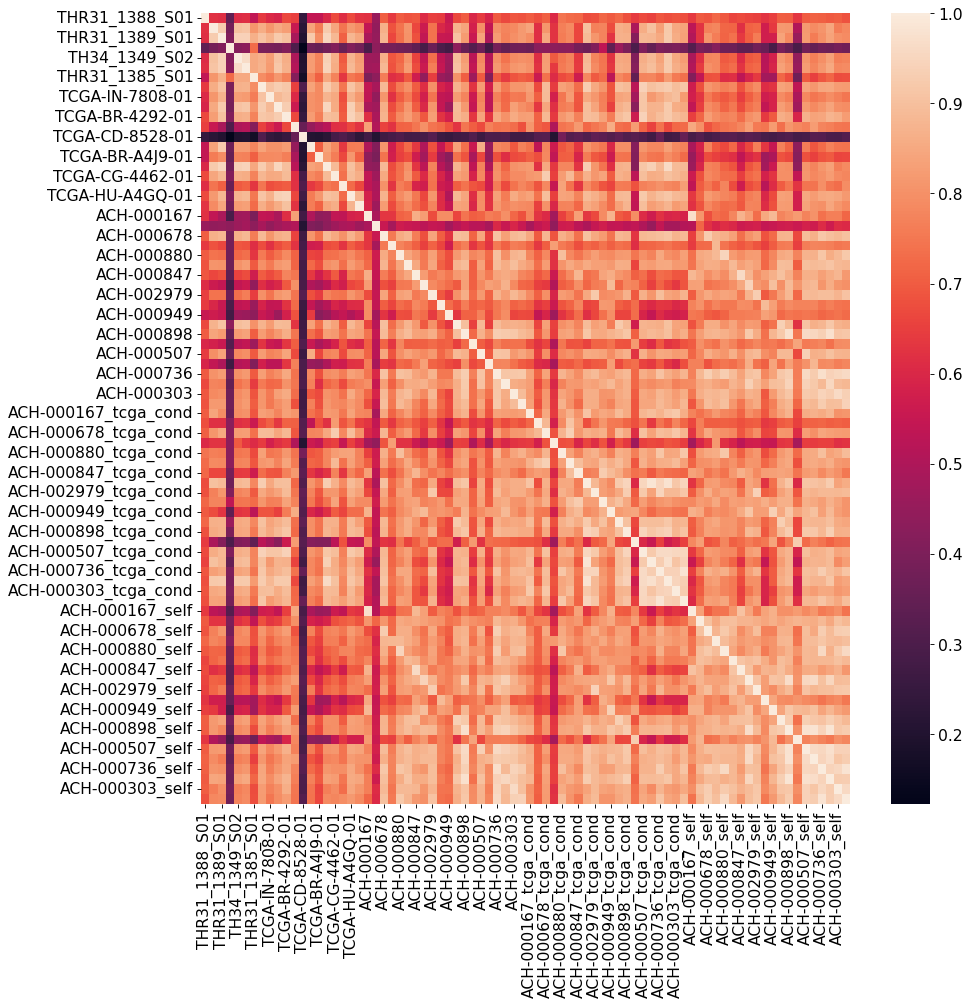 THR31_1388_S01
THR31_1389_S01
TH34_1349_S02
THR31_1385_S01
TCGA-IN-7808-01
TCGA-BR-4292-01
TCGA-CD-8528-01
TCGA-BR-A4J9-01
TCGA-CG-4462-01
TCGA-HU-A4GQ-01
ACH-000167
ACH-000678
ACH-000880
ACH-000847
ACH-002979
ACH-000949
ACH-000898
ACH-000507
ACH-000736
ACH-000303
ACH-000167_tcga_cond
ACH-000678_tcga_cond
ACH-000880_tcga_cond
ACH-000847_tcga_cond
ACH-002979_tcga_cond
ACH-000949_tcga_cond
ACH-000898_tcga_cond
ACH-000507_tcga_cond
ACH-000736_tcga_cond
ACH-000303_tcga_cond
ACH-000167_self
ACH-000678_self
ACH-000880_self
ACH-000847_self
ACH-002979_self
ACH-000949_self
ACH-000898_self
ACH-000507_self
ACH-000736_self
ACH-000303_self
THR31_1388_S01
THR31_1389_S01
TH34_1349_S02
THR31_1385_S01
TCGA-IN-7808-01
TCGA-BR-4292-01
TCGA-CD-8528-01
TCGA-BR-A4J9-01
TCGA-CG-4462-01
TCGA-HU-A4GQ-01
ACH-000167
ACH-000678
ACH-000880
ACH-000847
ACH-002979
ACH-000949
ACH-000898
ACH-000507
ACH-000736
ACH-000303
ACH-000167_tcga_cond
ACH-000678_tcga_cond
ACH-000880_tcga_cond
ACH-000847_tcga_cond
ACH-002979_tcga_cond
ACH-000949_tcga_cond
ACH-000898_tcga_cond
ACH-000507_tcga_cond
ACH-000736_tcga_cond
ACH-000303_tcga_cond
ACH-000167_self
ACH-000678_self
ACH-000880_self
ACH-000847_self
ACH-002979_self
ACH-000949_self
ACH-000898_self
ACH-000507_self
ACH-000736_self
ACH-000303_self
1.0
0.9
0.8
0.7
0.6
0.5
0.4
0.3
0.2